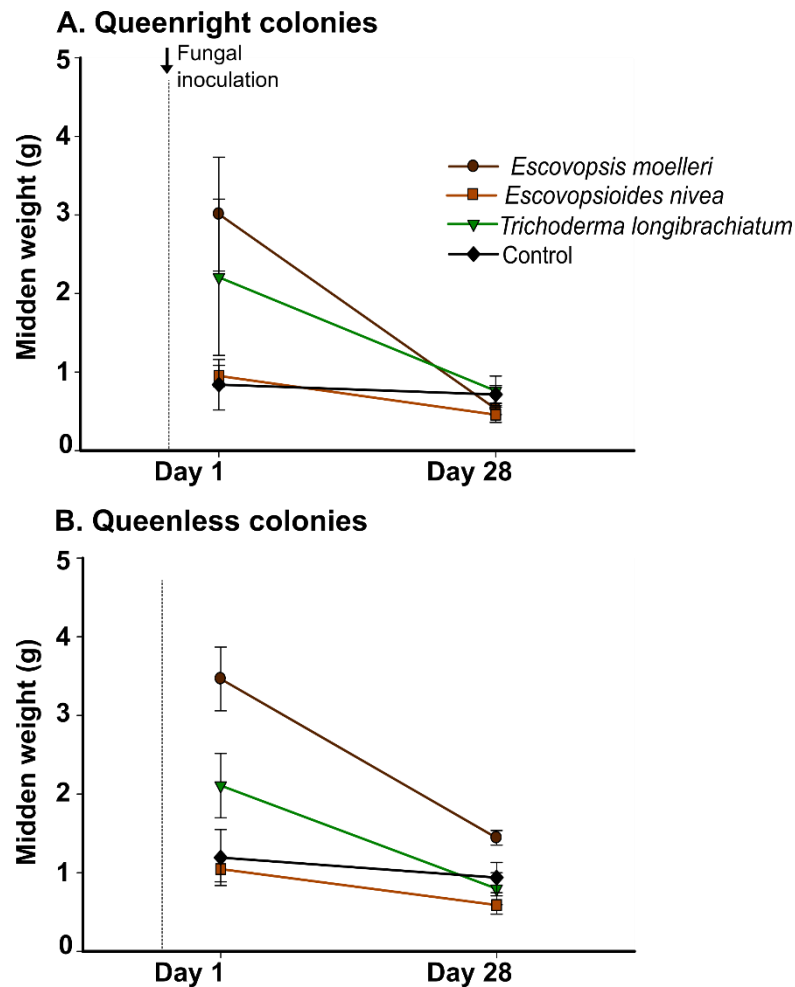 A. Queenright colonies
Fungal
inoculation
5
4
3
2
1
0
Midden weight (g)
Escovopsis moelleri
Escovopsioides nivea
Trichoderma longibrachiatum
Control
Day 1
Day 28
B. Queenless colonies
5
4
3
2
1
0
Midden weight (g)
Day 1
Day 28